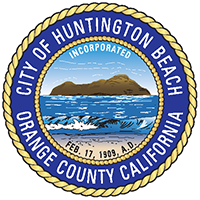 CITY OF HUNTINGTON BEACH
INCORPORATED
FEB. 17, 1909, A.D.
ORANGE COUNTY CALIFORNIA